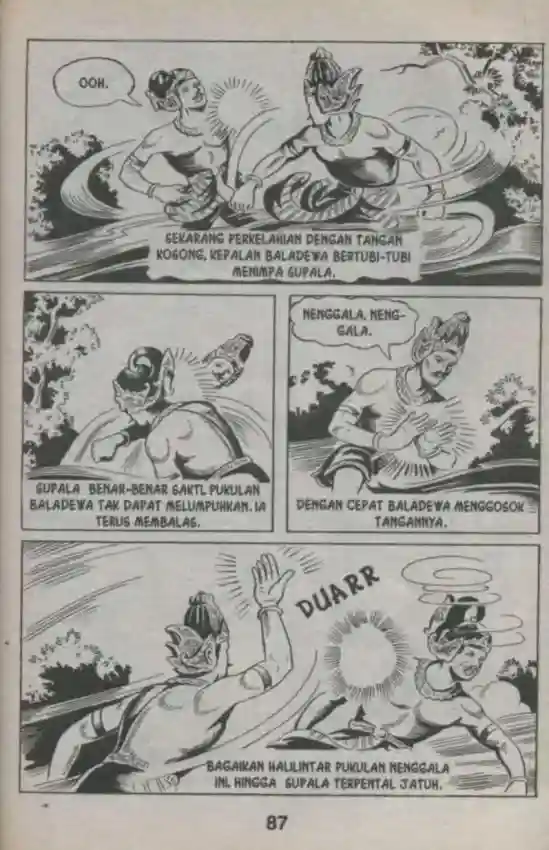 OOH.
SEKARANG PERKELAHIAN DENGAN TANGAN
KOSONG, KEPALAN BALADEWA BERTUBI-TUBI
MENIMPA SUPALA.
SUPALA BENAR-BENAR SAKTI. PUKULAN
BALADEWA TAK DAPAT MELUMPUHKAN. IA
TERUS MEMBALAS.
NENGGALA, NENG-
GALA.
DENGAN CEPAT BALADEWA MENGGOSOK
TANGANNYA.
DUARR
BAGAIKAN HALILINTAR PUKULAN NENGGALA
INI, HINGGA SUPALA TERPENTAL JATUH.
87